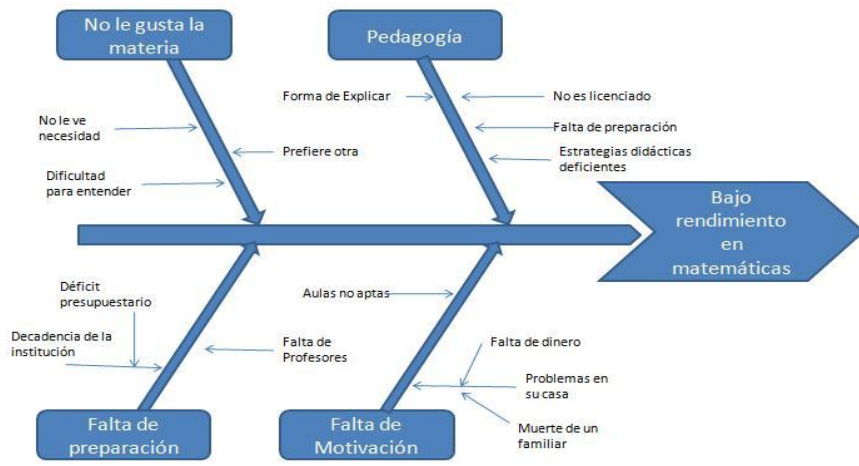 No le gusta la
materia
Pedagogía
Forma de Explicar
No es licenciado
No le ve
necesidad
Falta de preparación
Prefiere otra
Estrategias didácticas
deficientes
Dificultad
para entender
Bajo
rendimiento
en
matemáticas
Déficit
presupuestario
Aulas no aptas
Decadencia de la
institución
Falta de
Profesores
Falta de dinero
Problemas en
su casa
Muerte de un
familiar
Falta de
preparación
Falta de
Motivación